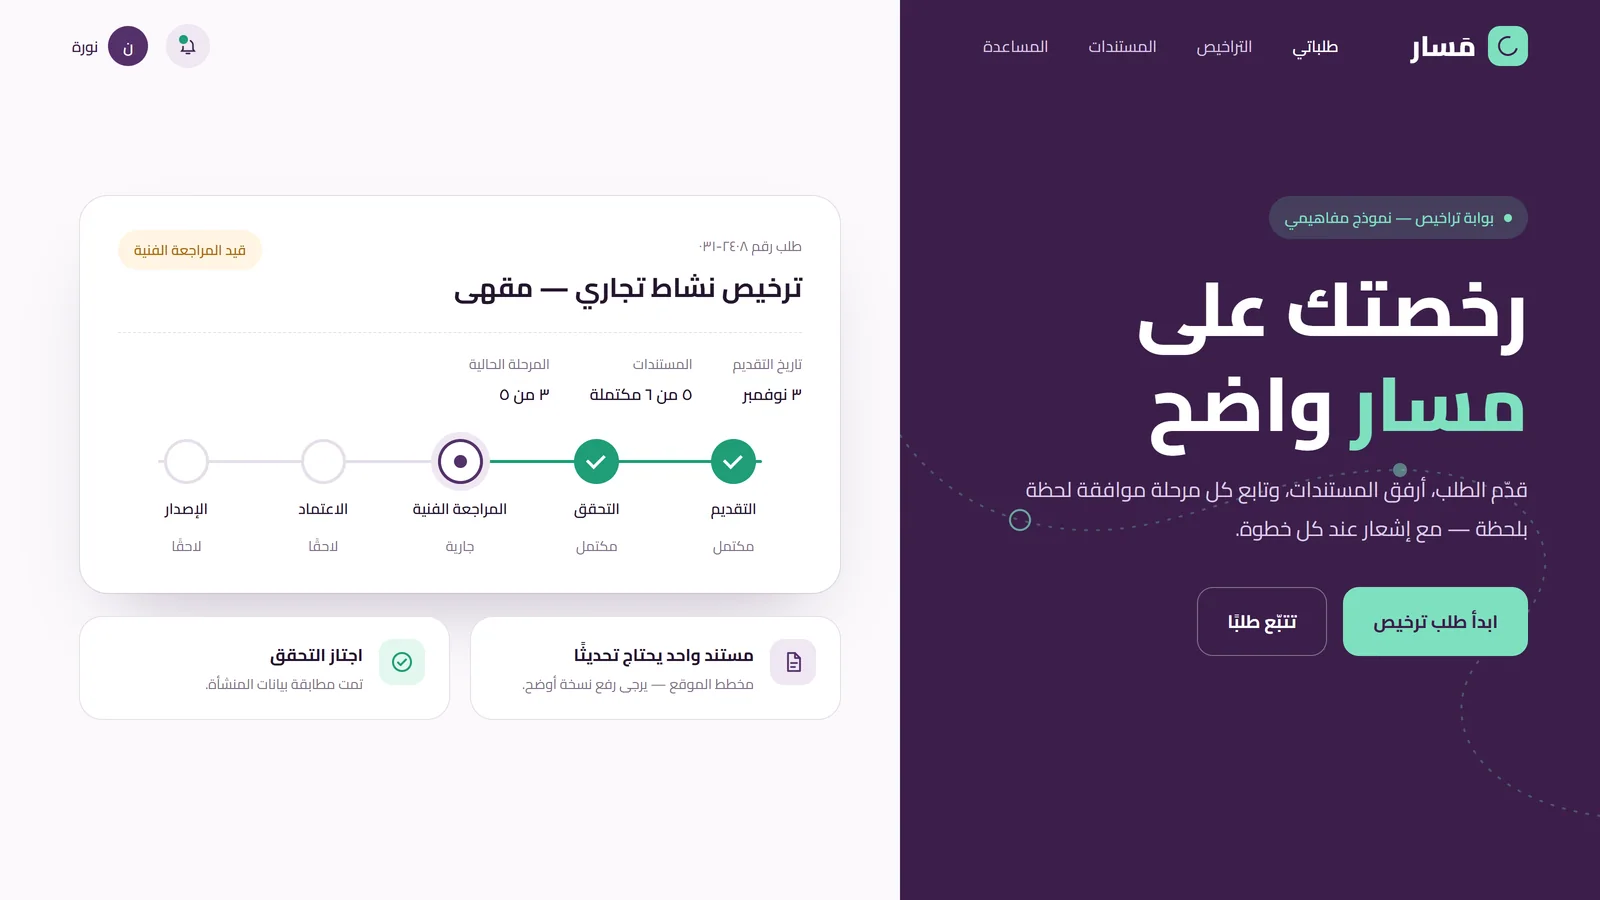 مَسار
طلباتي
التراخيص
المستندات
المساعدة
ن
نورة
بوابة تراخيص — نموذج مفاهيمي
رخصتك على
مسار واضح
قدّم الطلب، أرفق المستندات، وتابع كل مرحلة موافقة لحظة
بلحظة — مع إشعار عند كل خطوة.
ابدأ طلب ترخيص
تتبّع طلبًا
طلب رقم ٢٤٠٨-٠٣١
قيد المراجعة الفنية
ترخيص نشاط تجاري — مقهى
تاريخ التقديم
٣ نوفمبر
المستندات
٥ من ٦ مكتملة
المرحلة الحالية
٣ من ٥
التقديم
مكتمل
التحقق
مكتمل
المراجعة الفنية
جارية
الاعتماد
لاحقًا
الإصدار
لاحقًا
مستند واحد يحتاج تحديثًا
مخطط الموقع — يرجى رفع نسخة أوضح.
اجتاز التحقق
تمت مطابقة بيانات المنشأة.